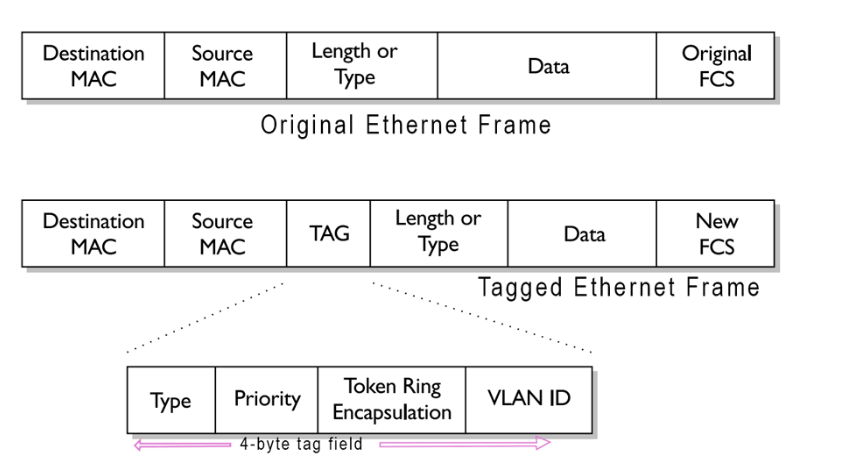 Destination
MAC
Source
MAC
Length or
Type
Data
Original
FCS
Original Ethernet Frame
Destination
MAC
Source
MAC
TAG
Length or
Type
Data
New
FCS
Tagged Ethernet Frame
Type
Priority
Token Ring
Encapsulation
VLAN ID
4-byte tag field